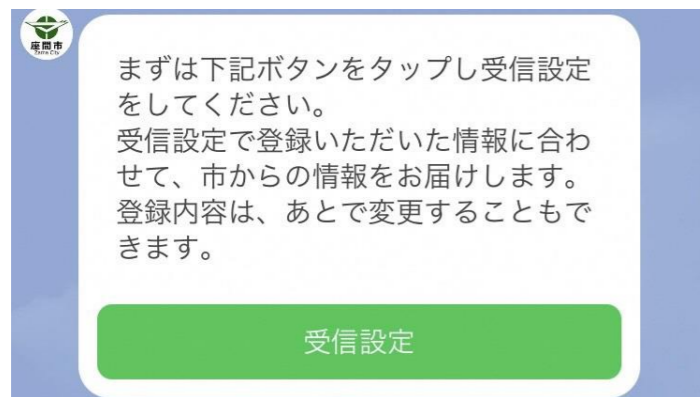 座間市
Zama City
まずは下記ボタンをタップし受信設定
をしてください。
受信設定で登録いただいた情報に合わ
せて、市からの情報をお届けします。
登録内容は、あとで変更することもで
きます。
受信設定